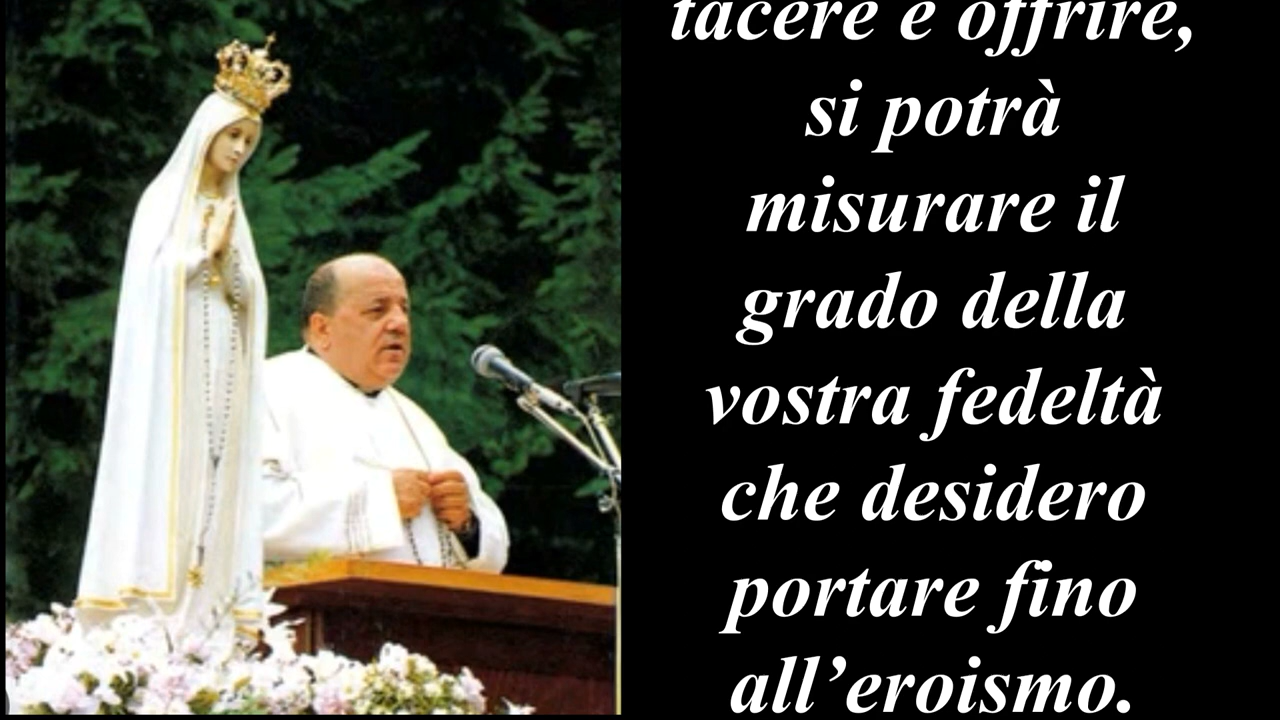 tacere e offrire,
si potrà
misurare il
grado della
vostra fedeltà
che desidero
portare fino
all’eroismo.